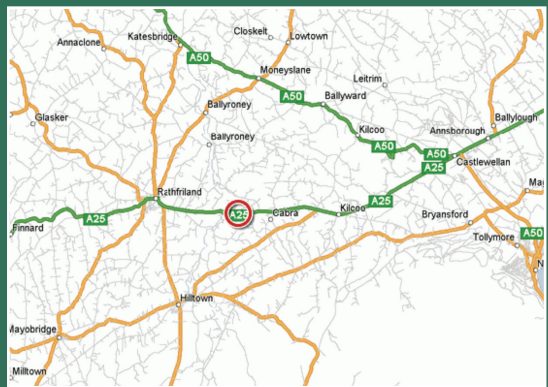 Closkelt
Lowtown
Katesbridge
Annaclone
A50
Moneyslane
Leitrim
A50
Ballyward
Ballyroney
Glasker
Kilcoo
Ballylough
Annsborough
Ballyroney
A50
A50
Castlewellan
A25
Rathfriland
A25
A25
Cabra
Kilcoo
A25
Bryansford
Finnard
Tollymore
A50
Hilltown
Mayobridge
Milltown